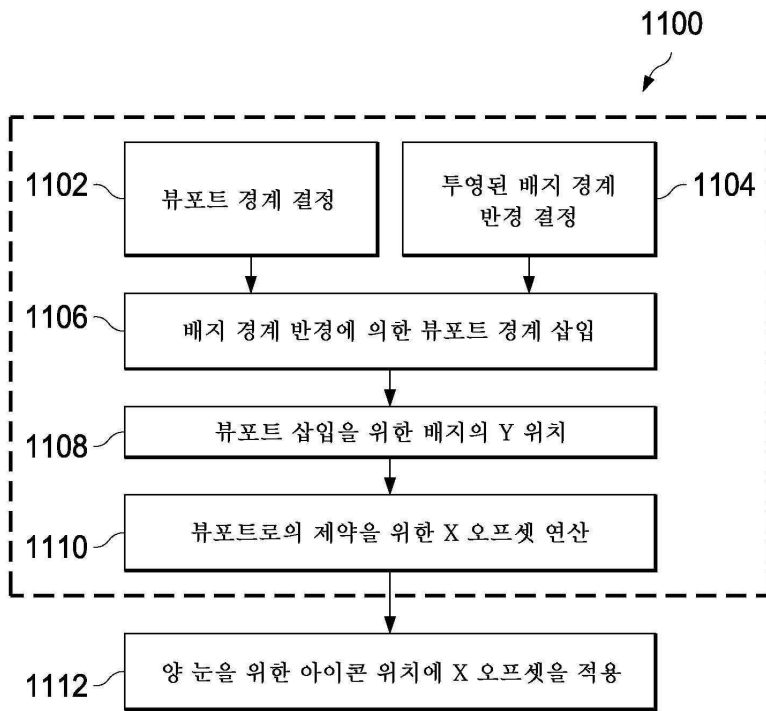 1100
1102
뷰포트 경계 결정
투영된 배지 경계
반경 결정
1104
1106
배지 경계 반경에 의한 뷰포트 경계 삽입
1108
뷰포트 삽입을 위한 배지의 Y 위치
1110
뷰포트로의 제약을 위한 X 오프셋 연산
1112
양 눈을 위한 아이콘 위치에 X 오프셋을 적용